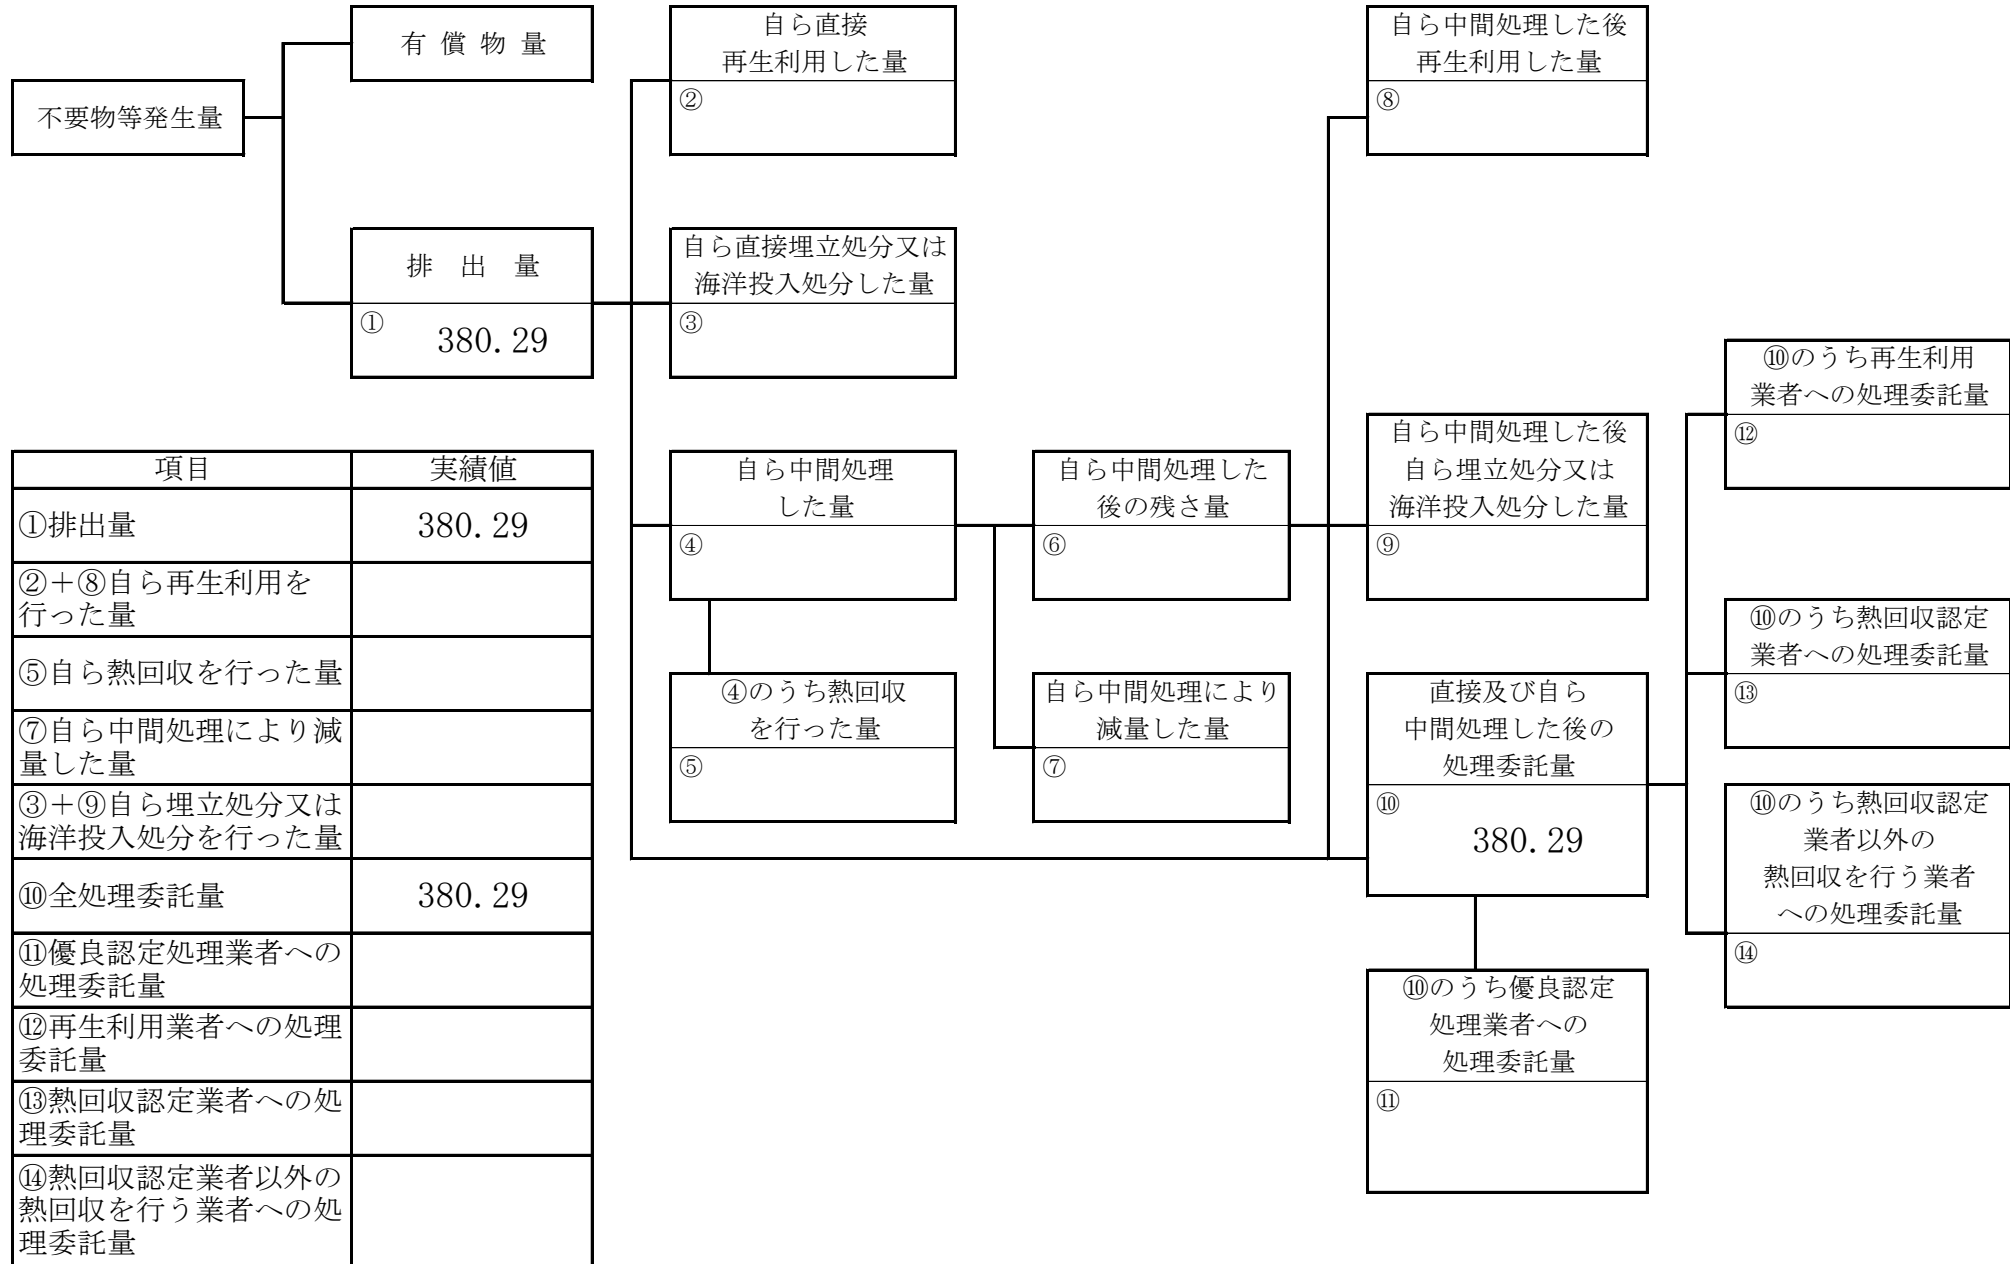 有 償 物 量
不要物等発生量
排 出 量
① 380.29
自ら直接
再生利用した量
②
自ら直接埋立処分又は
海洋投入処分した量
③
自ら中間処理
した量
④
④のうち熱回収
を行った量
⑤
自ら中間処理した
後の残さ量
⑥
自ら中間処理により
減量した量
⑦
自ら中間処理した後
再生利用した量
⑧
自ら中間処理した後
自ら埋立処分又は
海洋投入処分した量
⑨
直接及び自ら
中間処理した後の
処理委託量
⑩
380.29
⑩のうち優良認定
処理業者への
処理委託量
⑪
⑩のうち再生利用
業者への処理委託量
⑫
⑩のうち熱回収認定
業者への処理委託量
⑬
⑩のうち熱回収認定
業者以外の
熱回収を行う業者
への処理委託量
⑭
項目 実績値
①排出量 380.29
②＋⑧自ら再生利用を
行った量
⑤自ら熱回収を行った量
⑦自ら中間処理により減
量した量
③＋⑨自ら埋立処分又は
海洋投入処分を行った量
⑩全処理委託量 380.29
⑪優良認定処理業者への
処理委託量
⑫再生利用業者への処理
委託量
⑬熱回収認定業者への処
理委託量
⑭熱回収認定業者以外の
熱回収を行う業者への処
理委託量